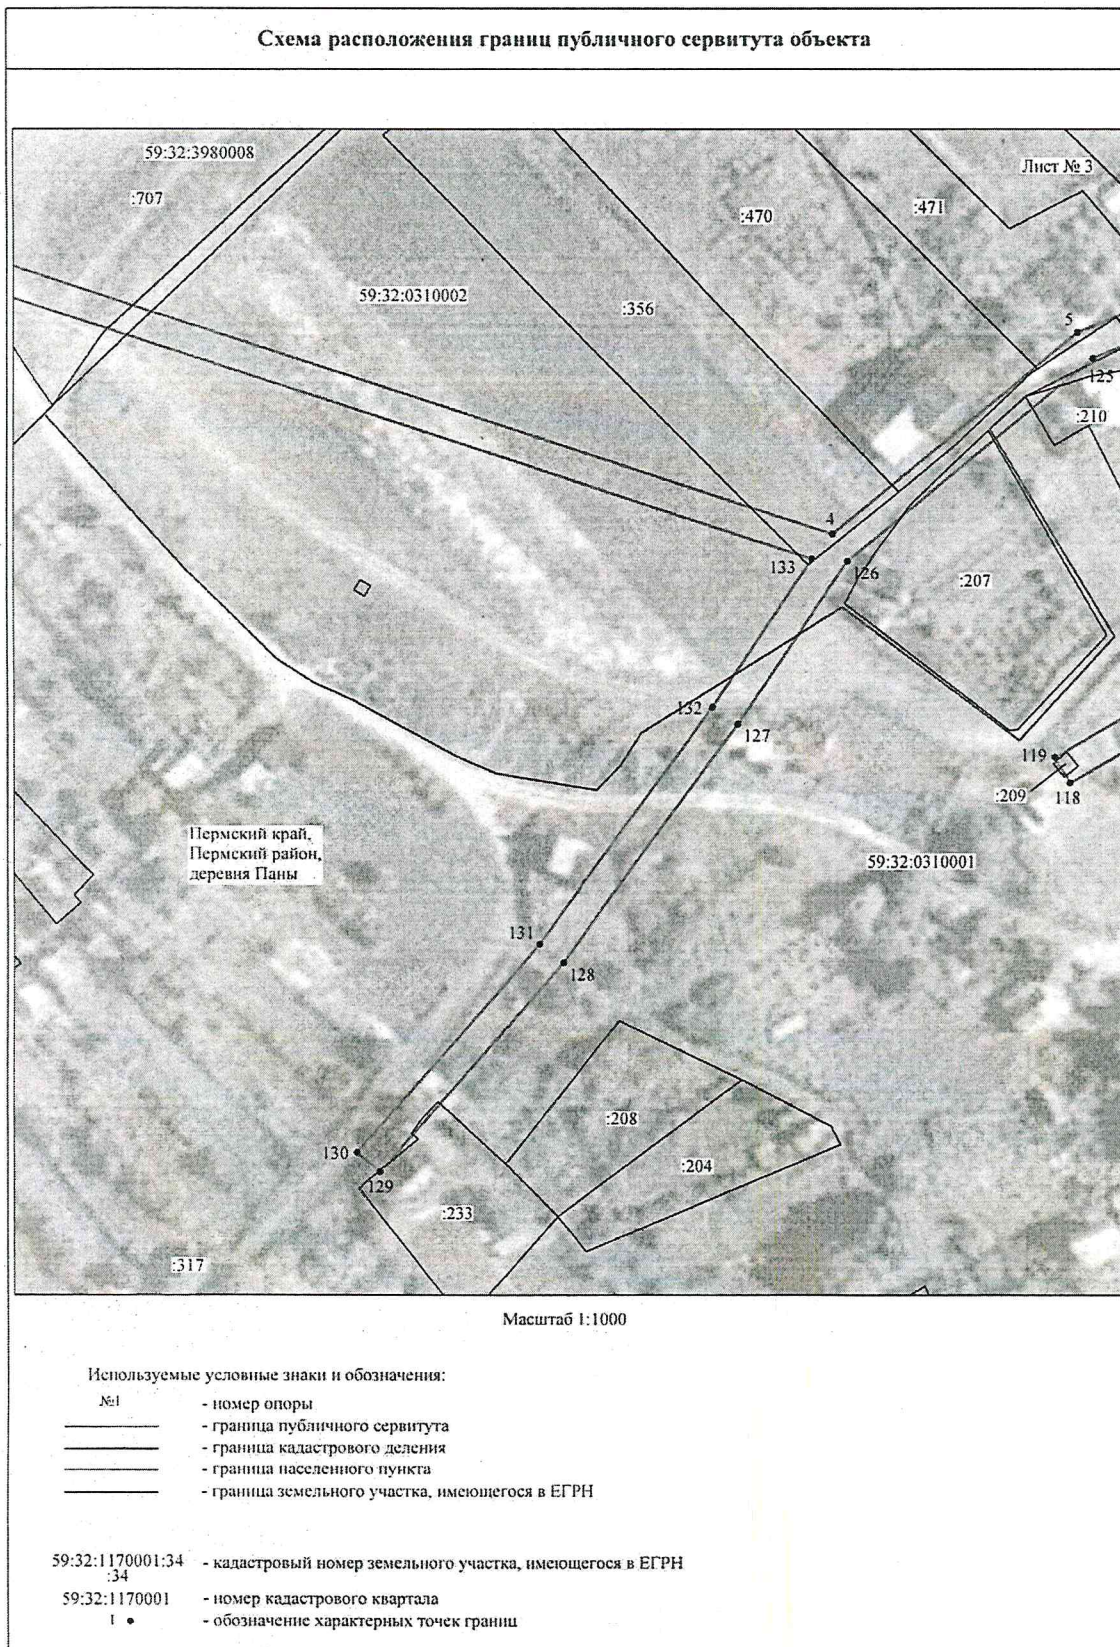 Схема расположения границ публичного сервитута объекта
59:32:3980008
Лист № 3
:707
:470
:471
59:32:0310002
:356
5
125
:210
4
133
126
:207
132
127
119
:209
118
Пермский край,
Пермский район,
деревня Паны
59:32:0310001
131
128
:208
130
:204
129
:233
:317
Масштаб 1:1000
Используемые условные знаки и обозначения:
№1 - номер опоры
- граница публичного сервитута
- граница кадастрового деления
- граница населенного пункта
- граница земельного участка, имеющегося в ЕГРН
59:32:1170001:34 - кадастровый номер земельного участка, имеющегося в ЕГРН
:34
59:32:1170001 - номер кадастрового квартала
1 • - обозначение характерных точек границ